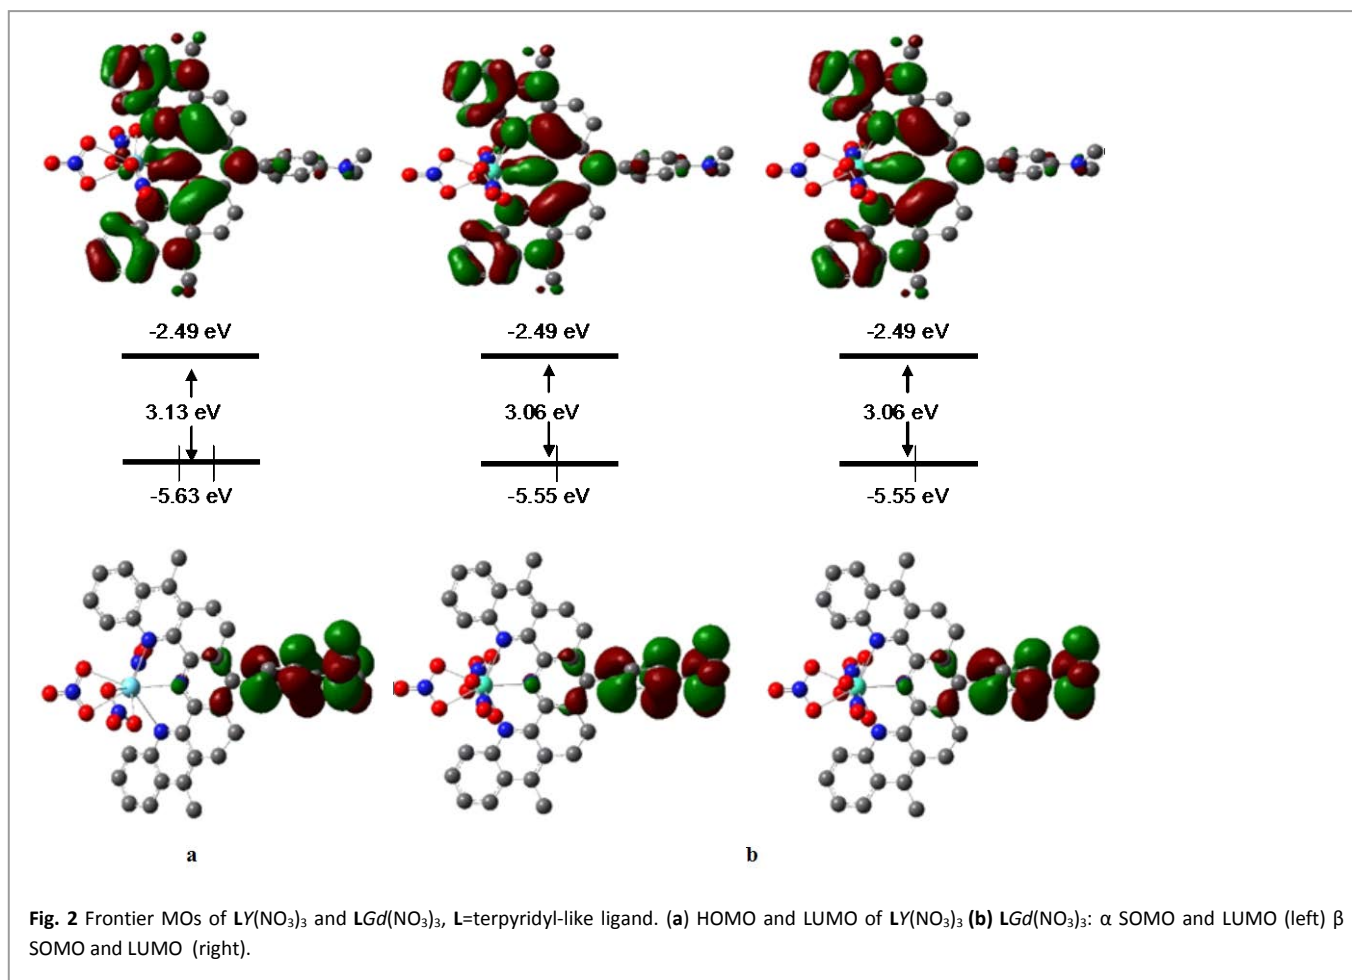 -2.49 eV -2.49 eV -2.49 eV
3.13 eV 3.06 eV 3.06 eV
-5.63 eV -5.55 eV -5.55 eV
a b
Fig. 2 Frontier MOs of LY(NO₃)₃ and LGd(NO₃)₃, L=terpyridyl-like ligand. (a) HOMO and LUMO of LY(NO₃)₃ (b) LGd(NO₃)₃: α SOMO and LUMO (left) β
SOMO and LUMO (right).